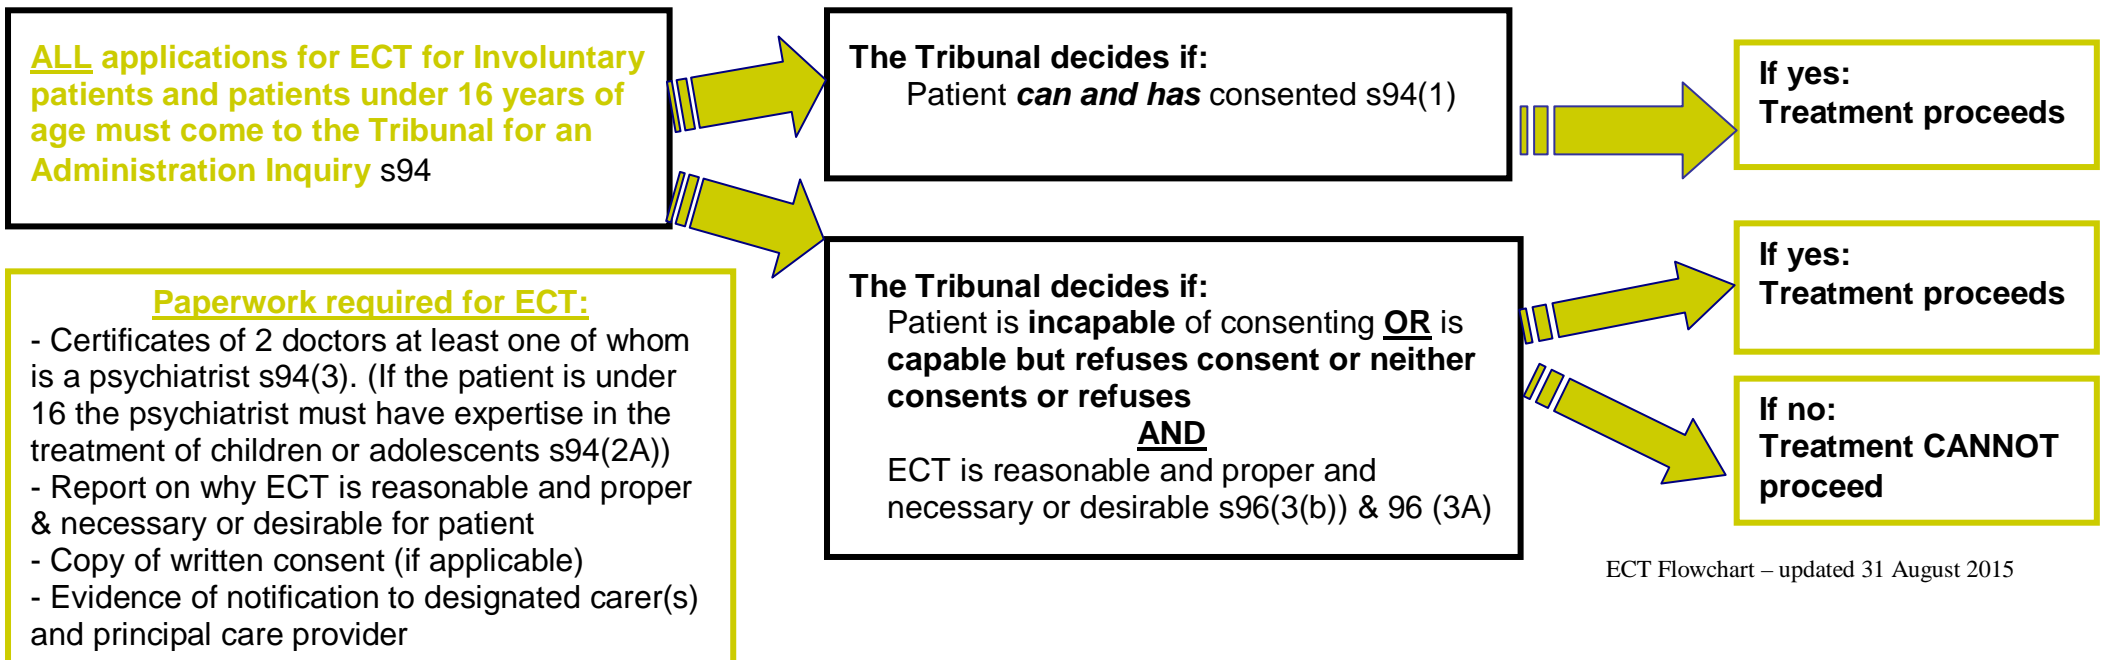 ALL applications for ECT for Involuntary
patients and patients under 16 years of
age must come to the Tribunal for an
Administration Inquiry s94
The Tribunal decides if:
Patient can and has consented s94(1)
If yes:
Treatment proceeds
Paperwork required for ECT:
- Certificates of 2 doctors at least one of whom
is a psychiatrist s94(3). (If the patient is under
16 the psychiatrist must have expertise in the
treatment of children or adolescents s94(2A))
- Report on why ECT is reasonable and proper
& necessary or desirable for patient
- Copy of written consent (if applicable)
- Evidence of notification to designated carer(s)
and principal care provider
The Tribunal decides if:
Patient is incapable of consenting OR is
capable but refuses consent or neither
consents or refuses
AND
ECT is reasonable and proper and
necessary or desirable s96(3(b)) & 96 (3A)
If yes:
Treatment proceeds
If no:
Treatment CANNOT
proceed
ECT Flowchart – updated 31 August 2015